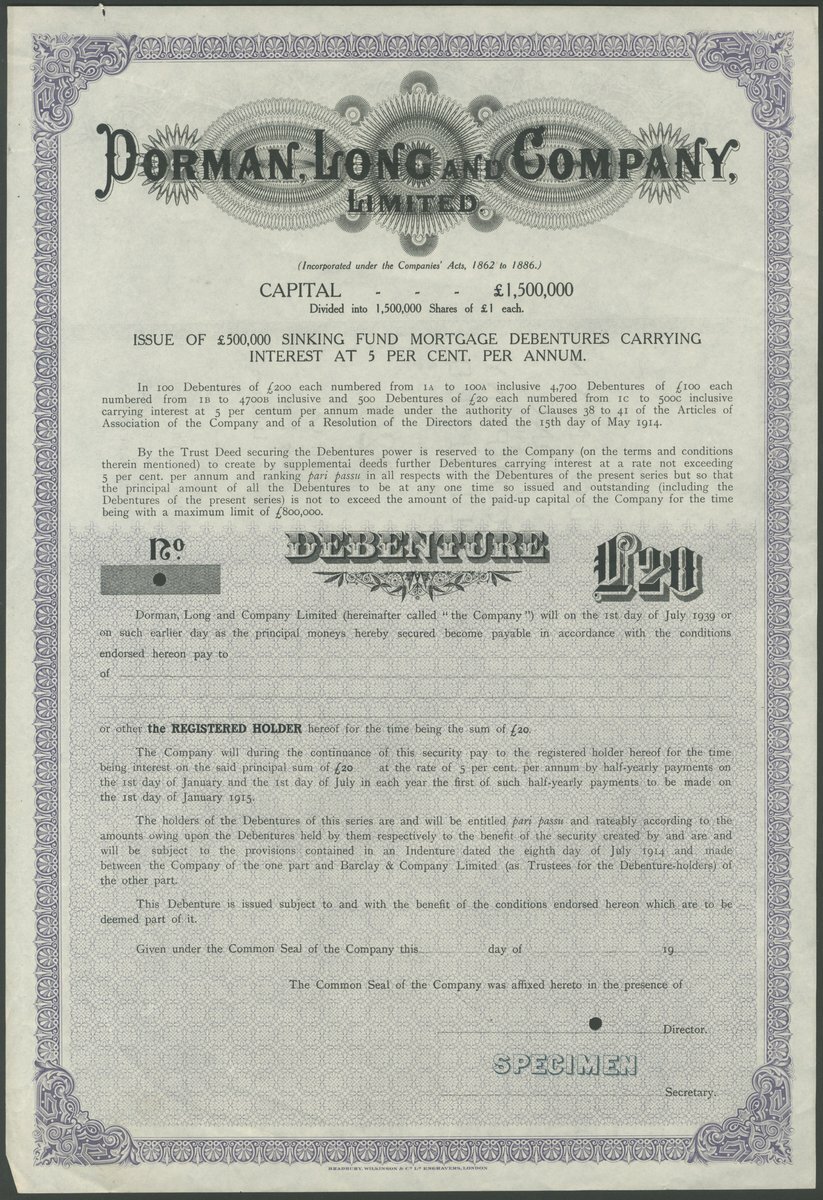 DORMAN, LONG AND COMPANY,
LIMITED.
(Incorporated under the Companies' Acts, 1862 to 1886.)
CAPITAL - - - £1,500,000
Divided into 1,500,000 Shares of £1 each.
ISSUE OF £500,000 SINKING FUND MORTGAGE DEBENTURES CARRYING
INTEREST AT 5 PER CENT. PER ANNUM.
In 100 Debentures of £200 each numbered from 1A to 100A inclusive 4,700 Debentures of £100 each
numbered from 1B to 4700B inclusive and 500 Debentures of £20 each numbered from 1C to 500C inclusive
carrying interest at 5 per centum per annum made under the authority of Clauses 38 to 41 of the Articles of
Association of the Company and of a Resolution of the Directors dated the 15th day of May 1914.
By the Trust Deed securing the Debentures power is reserved to the Company (on the terms and conditions
therein mentioned) to create by supplemental deeds further Debentures carrying interest at a rate not exceeding
5 per cent. per annum and ranking pari passu in all respects with the Debentures of the present series but so that
the principal amount of all the Debentures to be at any one time so issued and outstanding (including the
Debentures of the present series) is not to exceed the amount of the paid-up capital of the Company for the time
being with a maximum limit of £800,000.
No. DEBENTURE £20
Dorman, Long and Company Limited (hereinafter called "the Company") will on the 1st day of July 1939 or
on such earlier day as the principal moneys hereby secured become payable in accordance with the conditions
endorsed hereon pay to
of
or other the REGISTERED HOLDER hereof for the time being the sum of £20.
The Company will during the continuance of this security pay to the registered holder hereof for the time
being interest on the said principal sum of £20 at the rate of 5 per cent. per annum by half-yearly payments on
the 1st day of January and the 1st day of July in each year the first of such half-yearly payments to be made on
the 1st day of January 1915.
The holders of the Debentures of this series are and will be entitled pari passu and rateably according to the
amounts owing upon the Debentures held by them respectively to the benefit of the security created by and are and
will be subject to the provisions contained in an Indenture dated the eighth day of July 1914 and made
between the Company of the one part and Barclay & Company Limited (as Trustees for the Debenture-holders) of
the other part.
This Debenture is issued subject to and with the benefit of the conditions endorsed hereon which are to be
deemed part of it.
Given under the Common Seal of the Company this day of 19
The Common Seal of the Company was affixed hereto in the presence of
Director.
SPECIMEN
Secretary.
BRADBURY, WILKINSON & Co. Ld. ENGRAVERS, LONDON